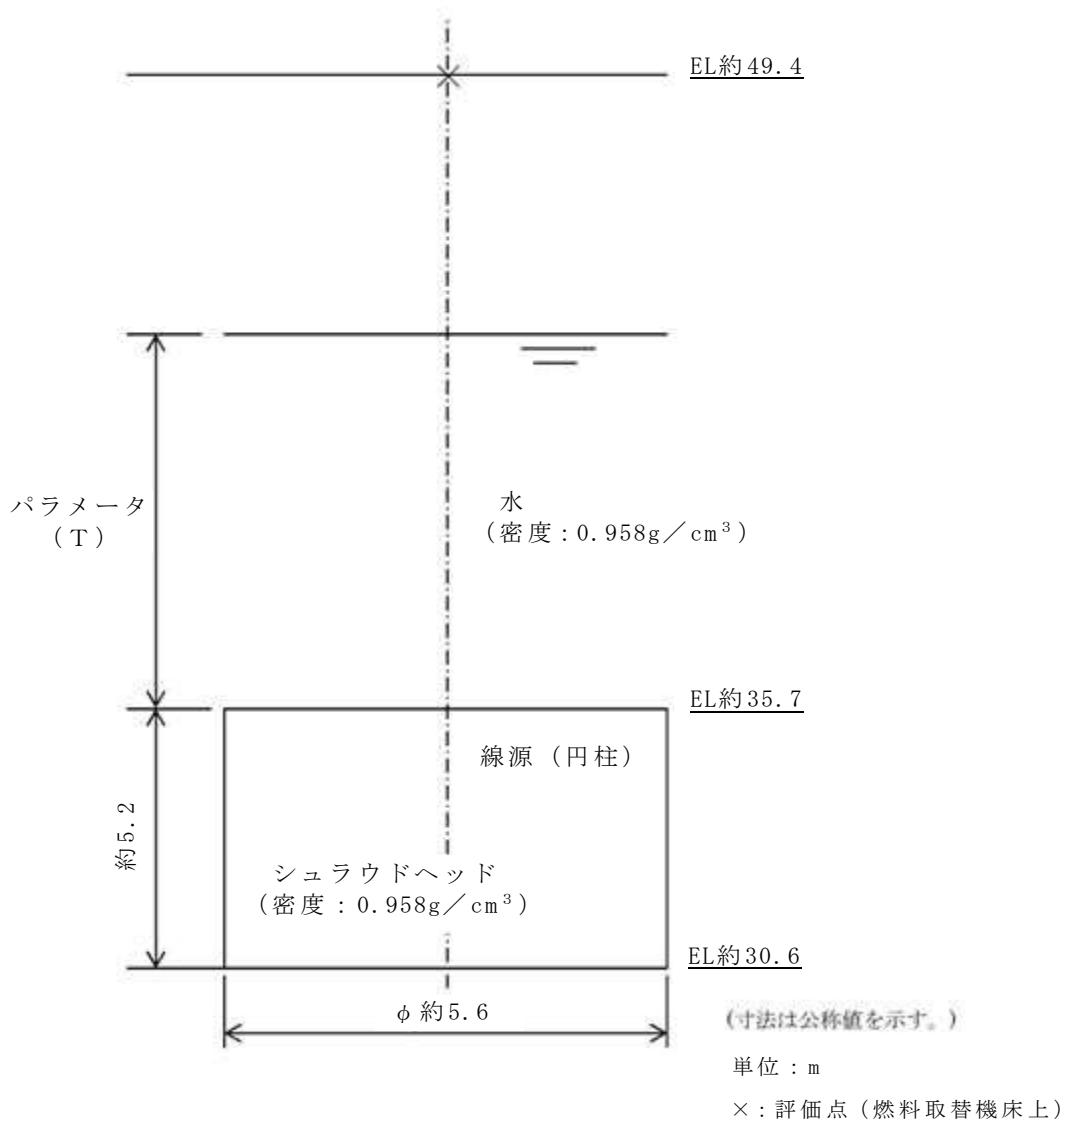 EL約49.4
パラメータ
(T)
水
(密度:0.958g/cm³)
EL約35.7
線源(円柱)
約5.2
シュラウドヘッド
(密度:0.958g/cm³)
EL約30.6
φ約5.6
(寸法は公称値を示す。)
単位:m
×:評価点(燃料取替機床上)